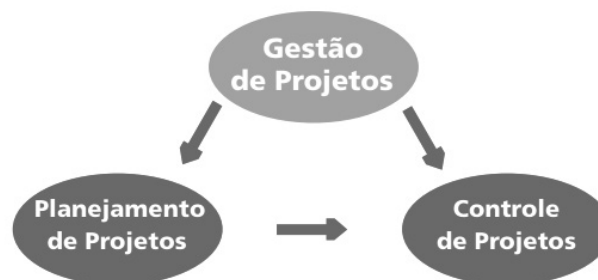 Gestão
de Projetos
Planejamento
de Projetos
Controle
de Projetos